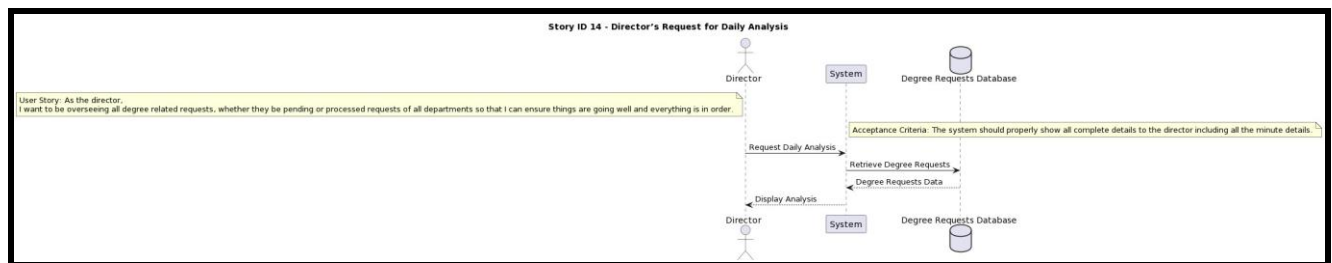 Story ID 14 - Director's Request for Daily Analysis
Director
System
Degree Requests Database
User Story: As the director,
I want to be overseeing all degree related requests, whether they be pending or processed requests of all departments so that I can ensure things are going well and everything is in order.
Acceptance Criteria: The system should properly show all complete details to the director including all the minute details.
Request Daily Analysis
Retrieve Degree Requests
Degree Requests Data
Display Analysis
Director
System
Degree Requests Database